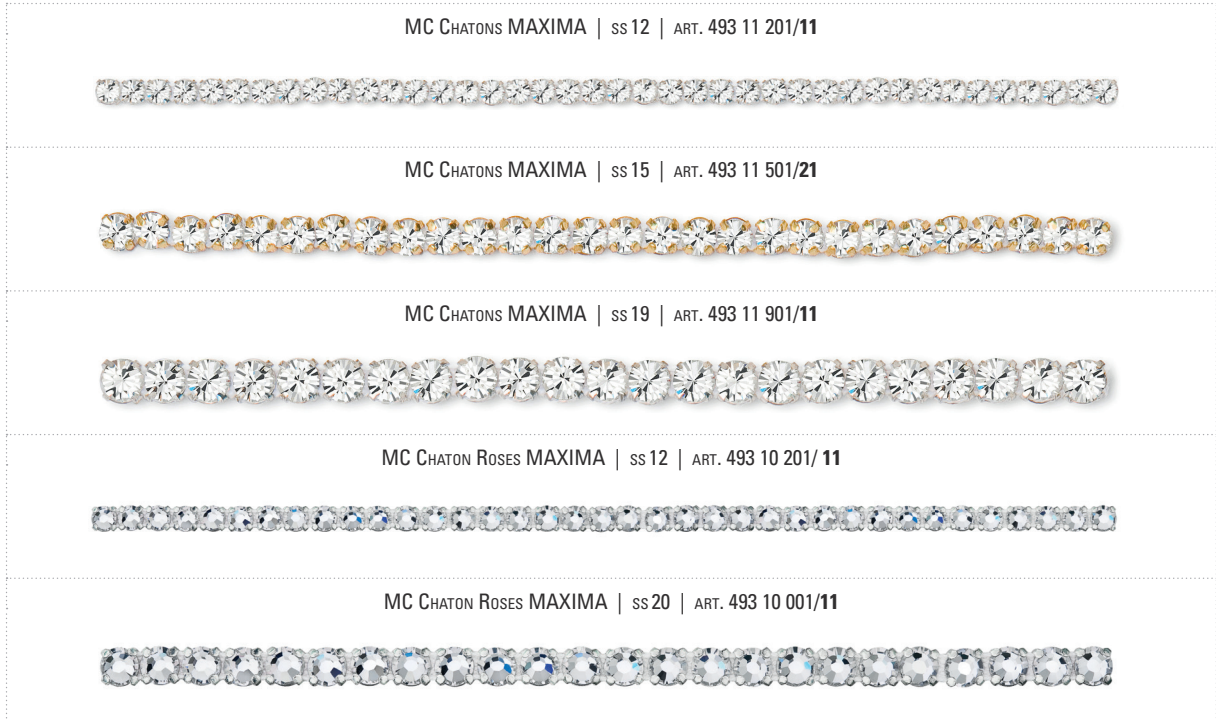 MC Chatons MAXIMA | ss 12 | art. 493 11 201/11
MC Chatons MAXIMA | ss 15 | art. 493 11 501/21
MC Chatons MAXIMA | ss 19 | art. 493 11 901/11
MC Chaton Roses MAXIMA | ss 12 | art. 493 10 201/ 11
MC Chaton Roses MAXIMA | ss 20 | art. 493 10 001/11